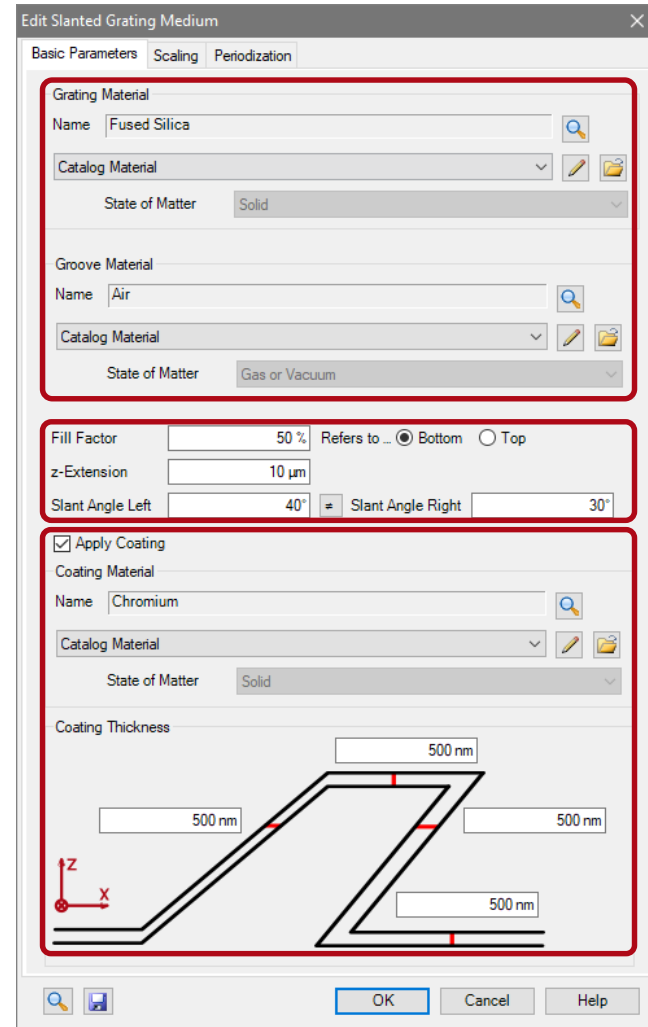 Edit Slanted Grating Medium
Basic Parameters Scaling Periodization
Grating Material
Name Fused Silica
Catalog Material
State of Matter Solid
Groove Material
Name Air
Catalog Material
State of Matter Gas or Vacuum
Fill Factor 50 % Refers to ... Bottom Top
z-Extension 10 µm
Slant Angle Left 40° ≠ Slant Angle Right 30°
Apply Coating
Coating Material
Name Chromium
Catalog Material
State of Matter Solid
Coating Thickness
500 nm
500 nm 500 nm
Z
X
500 nm
OK Cancel Help